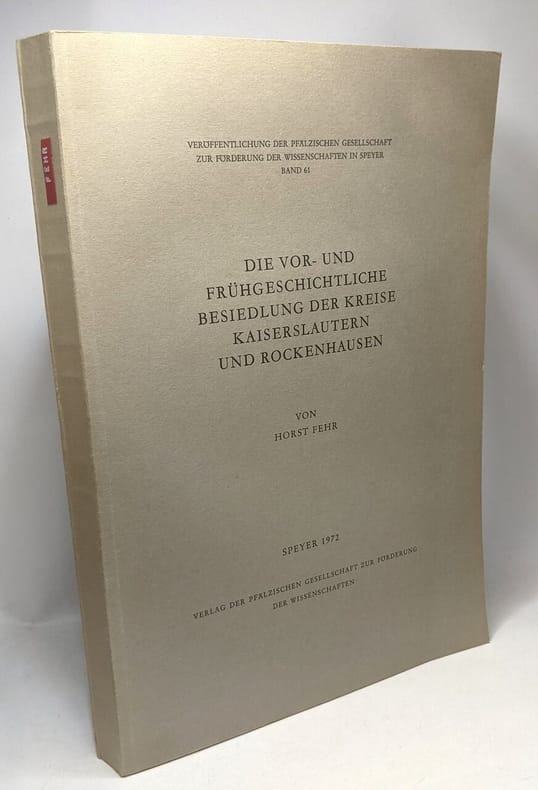 FEHR
VERÖFFENTLICHUNG DER PFÄLZISCHEN GESELLSCHAFT
ZUR FÖRDERUNG DER WISSENSCHAFTEN IN SPEYER
BAND 61
DIE VOR- UND
FRÜHGESCHICHTLICHE
BESIEDLUNG DER KREISE
KAISERSLAUTERN
UND ROCKENHAUSEN
VON
HORST FEHR
SPEYER 1972
VERLAG DER PFÄLZISCHEN GESELLSCHAFT ZUR FÖRDERUNG
DER WISSENSCHAFTEN